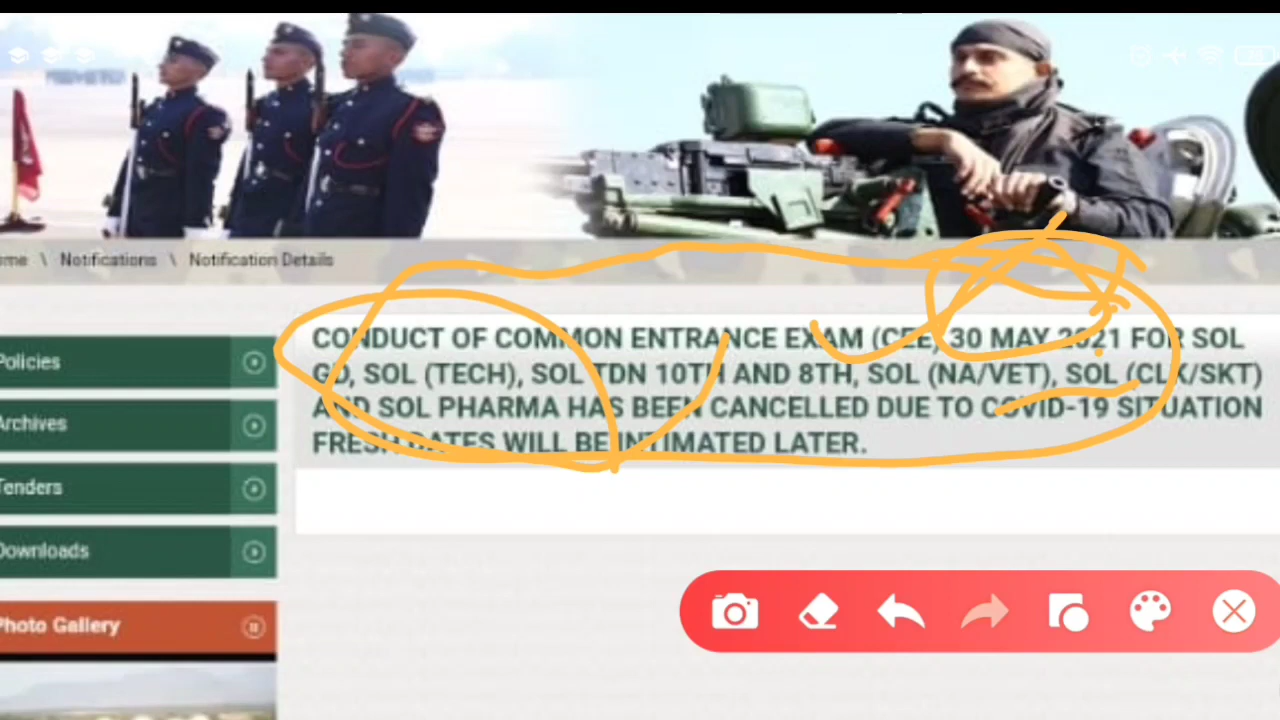 ome \ Notifications \ Notification Details
CONDUCT OF COMMON ENTRANCE EXAM (CEE) 30 MAY 2021 FOR SOL
GD, SOL (TECH), SOL TDN 10TH AND 8TH, SOL (NA/VET), SOL (CLK/SKT)
AND SOL PHARMA HAS BEEN CANCELLED DUE TO COVID-19 SITUATION
FRESH DATES WILL BE INTIMATED LATER.
Policies
Archives
Tenders
Downloads
Photo Gallery